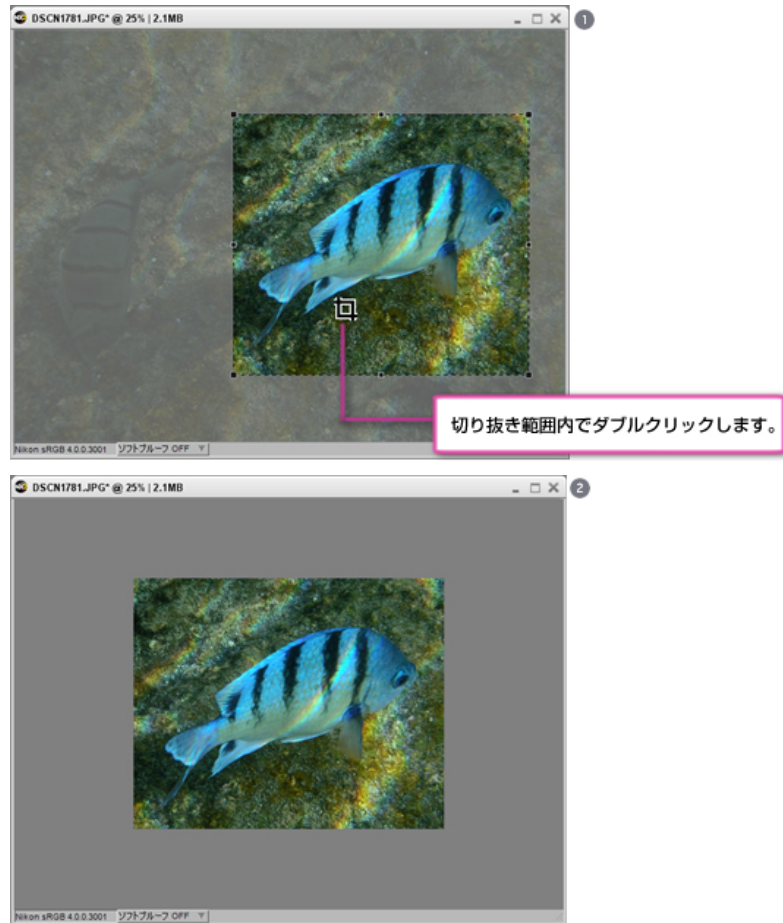 DSCN1781.JPG* @ 25% | 2.1MB
1
切り抜き範囲内でダブルクリックします。
Nikon sRGB 4.0.0.3001 ソフトプルーフ OFF
DSCN1781.JPG* @ 25% | 2.1MB
2
Nikon sRGB 4.0.0.3001 ソフトプルーフ OFF